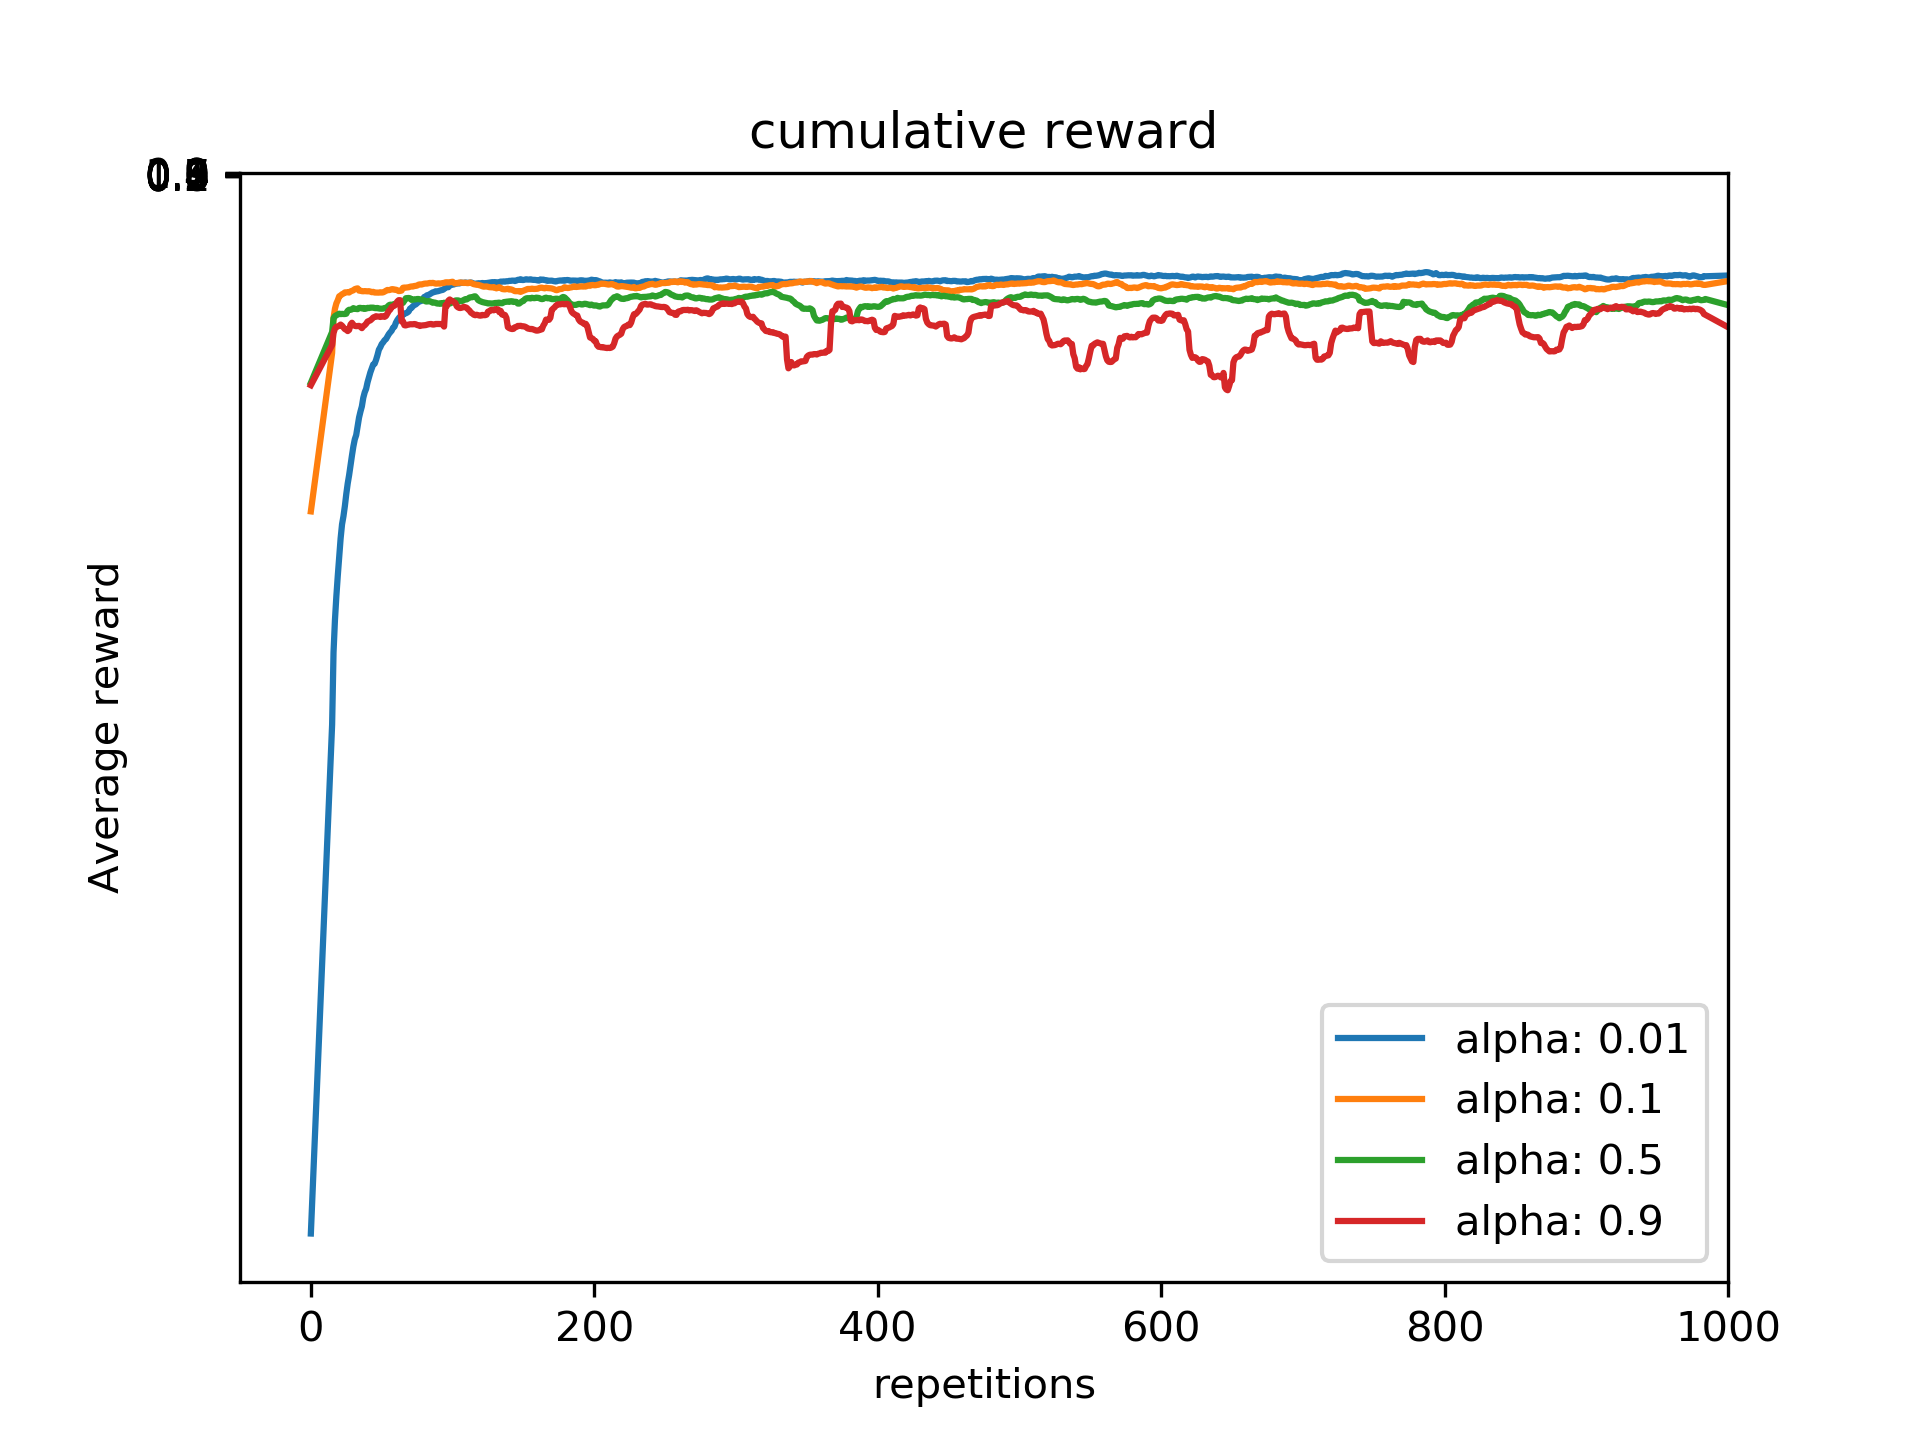 cumulative reward
Average reward
alpha: 0.01
alpha: 0.1
alpha: 0.5
alpha: 0.9
0 200 400 600 800 1000
repetitions